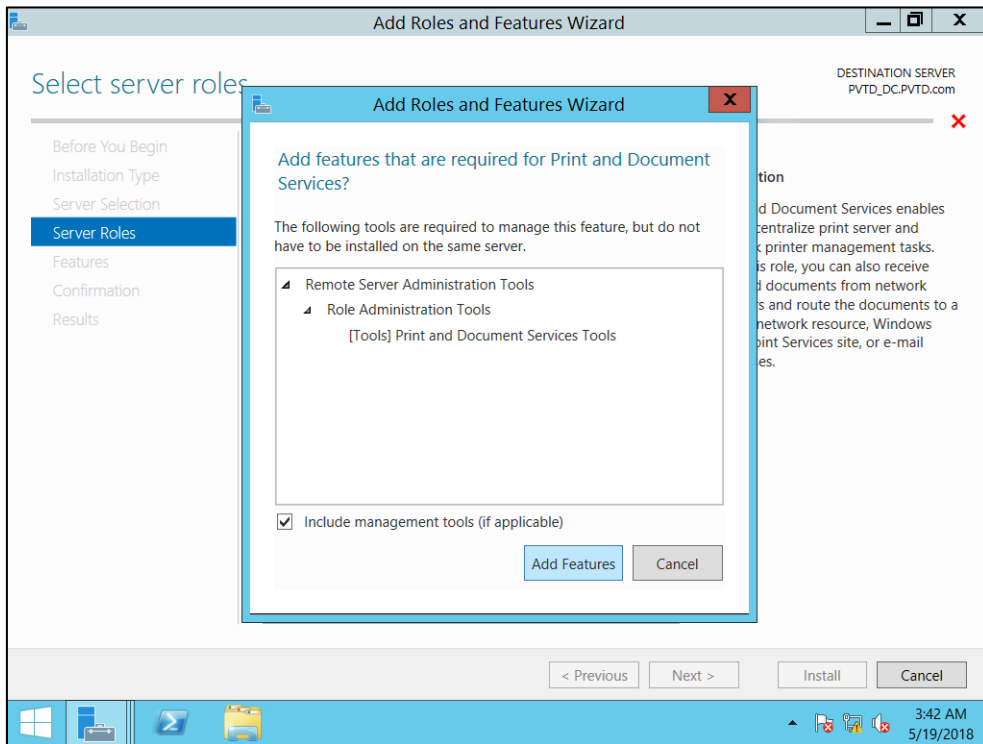 Add Roles and Features Wizard
Select server roles
DESTINATION SERVER
PVTD_DC.PVTD.com
Before You Begin
Installation Type
Server Selection
Server Roles
Features
Confirmation
Results
Add Roles and Features Wizard
X
Add features that are required for Print and Document
Services?
The following tools are required to manage this feature, but do not
have to be installed on the same server.
Remote Server Administration Tools
Role Administration Tools
[Tools] Print and Document Services Tools
Include management tools (if applicable)
Add Features
Cancel
Document Services enables
centralize print server and
printer management tasks.
is role, you can also receive
documents from network
and route the documents to a
network resource, Windows
Services site, or e-mail
< Previous
Next >
Install
Cancel
3:42 AM
5/19/2018